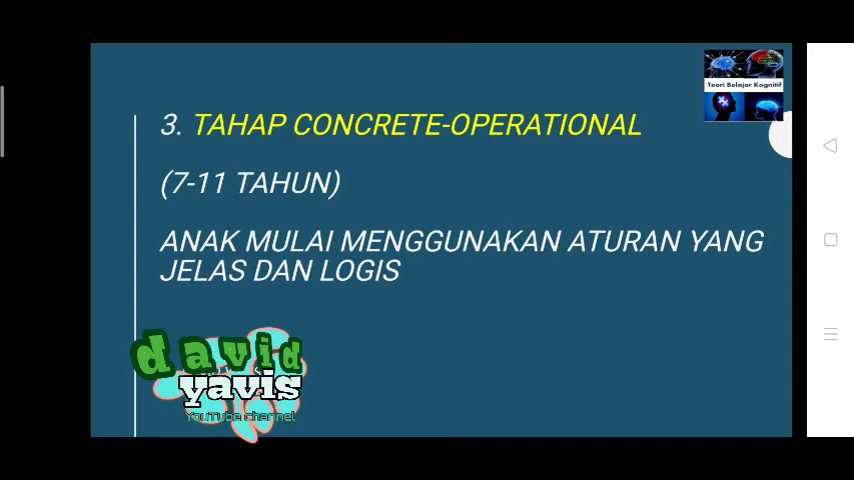 Teori Belajar Kognitif
3. TAHAP CONCRETE-OPERATIONAL
(7-11 TAHUN)
ANAK MULAI MENGGUNAKAN ATURAN YANG
JELAS DAN LOGIS
david
yavis
YouTube channel